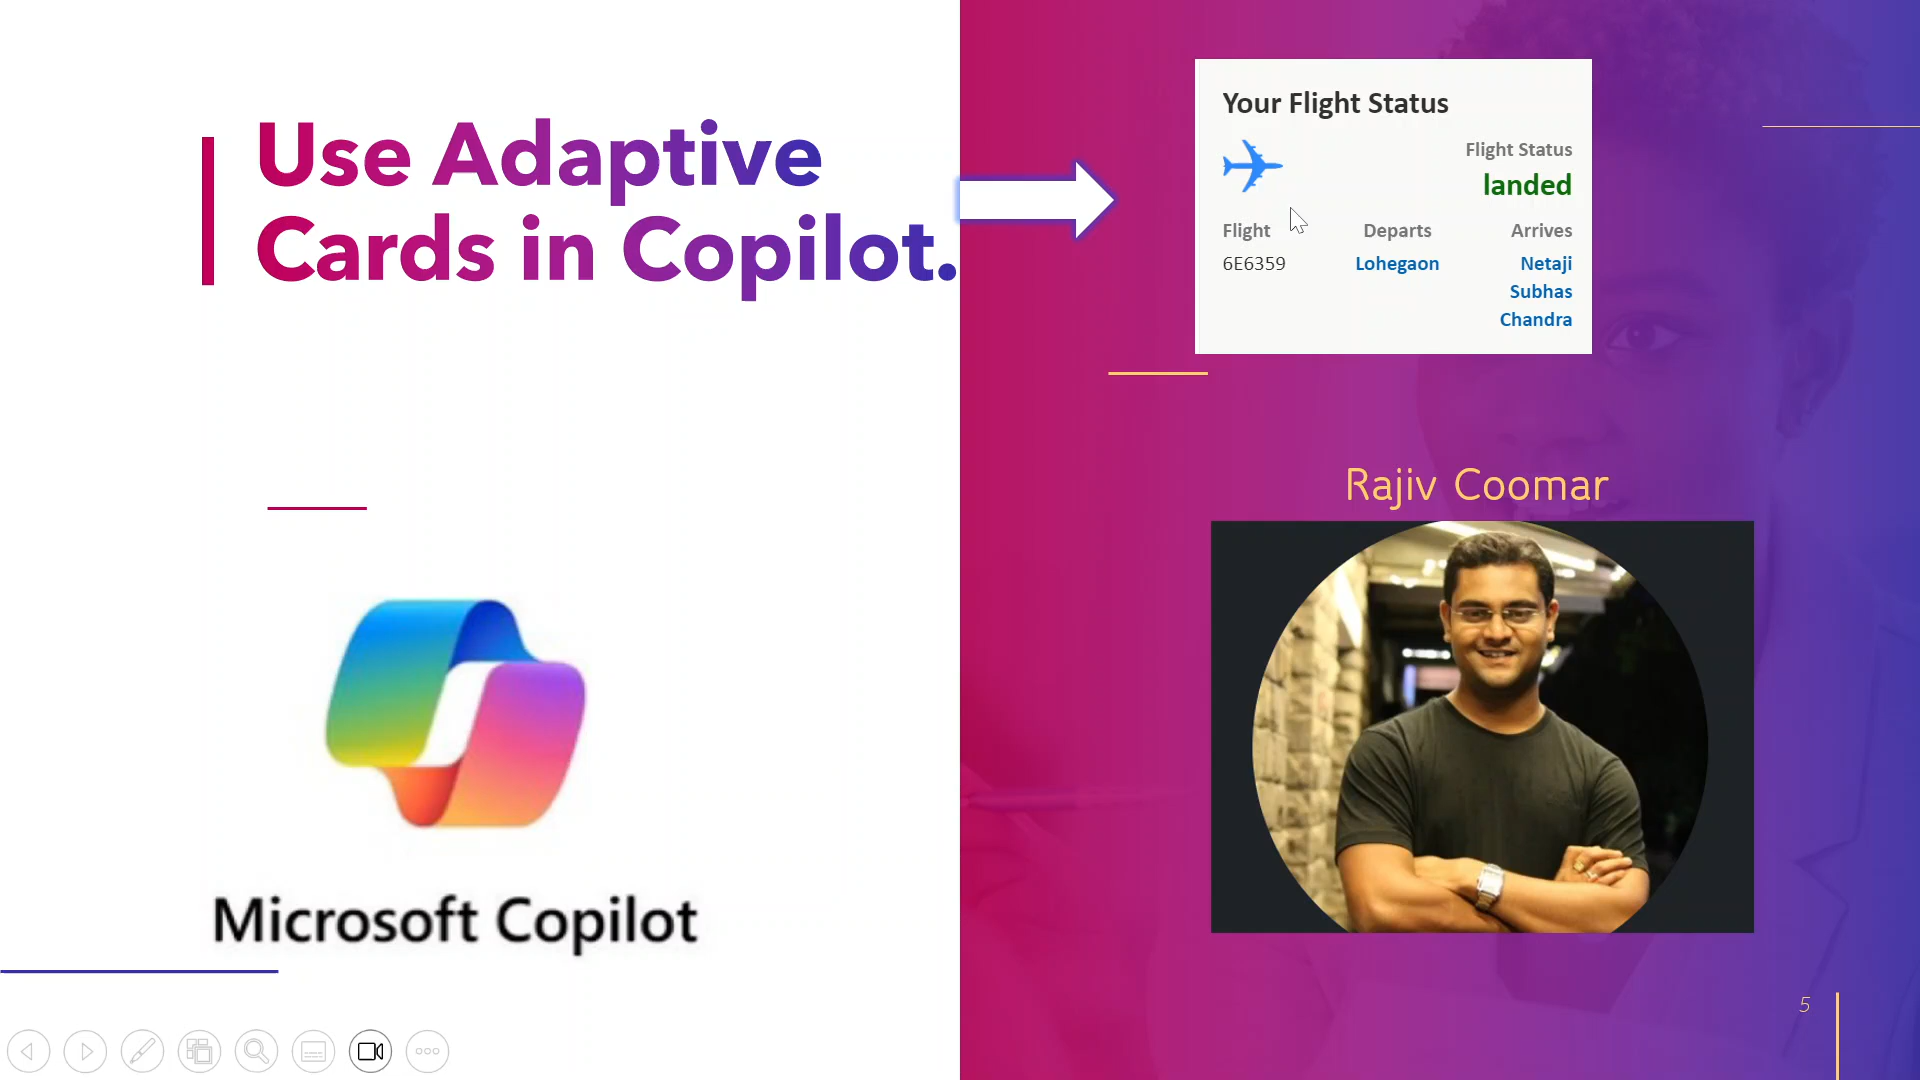 Use Adaptive
Cards in Copilot.
Microsoft Copilot
Your Flight Status
Flight Status
landed
Flight Departs Arrives
6E6359 Lohegaon Netaji
Subhas
Chandra
Rajiv Coomar
5